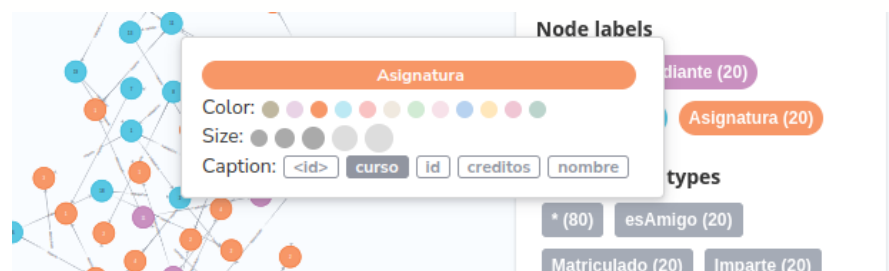 Node labels
diante (20)
Asignatura
Asignatura (20)
Color:
Size:
Caption: <id> curso id creditos nombre
types
* (80) esAmigo (20)
Matriculado (20) Imparte (20)